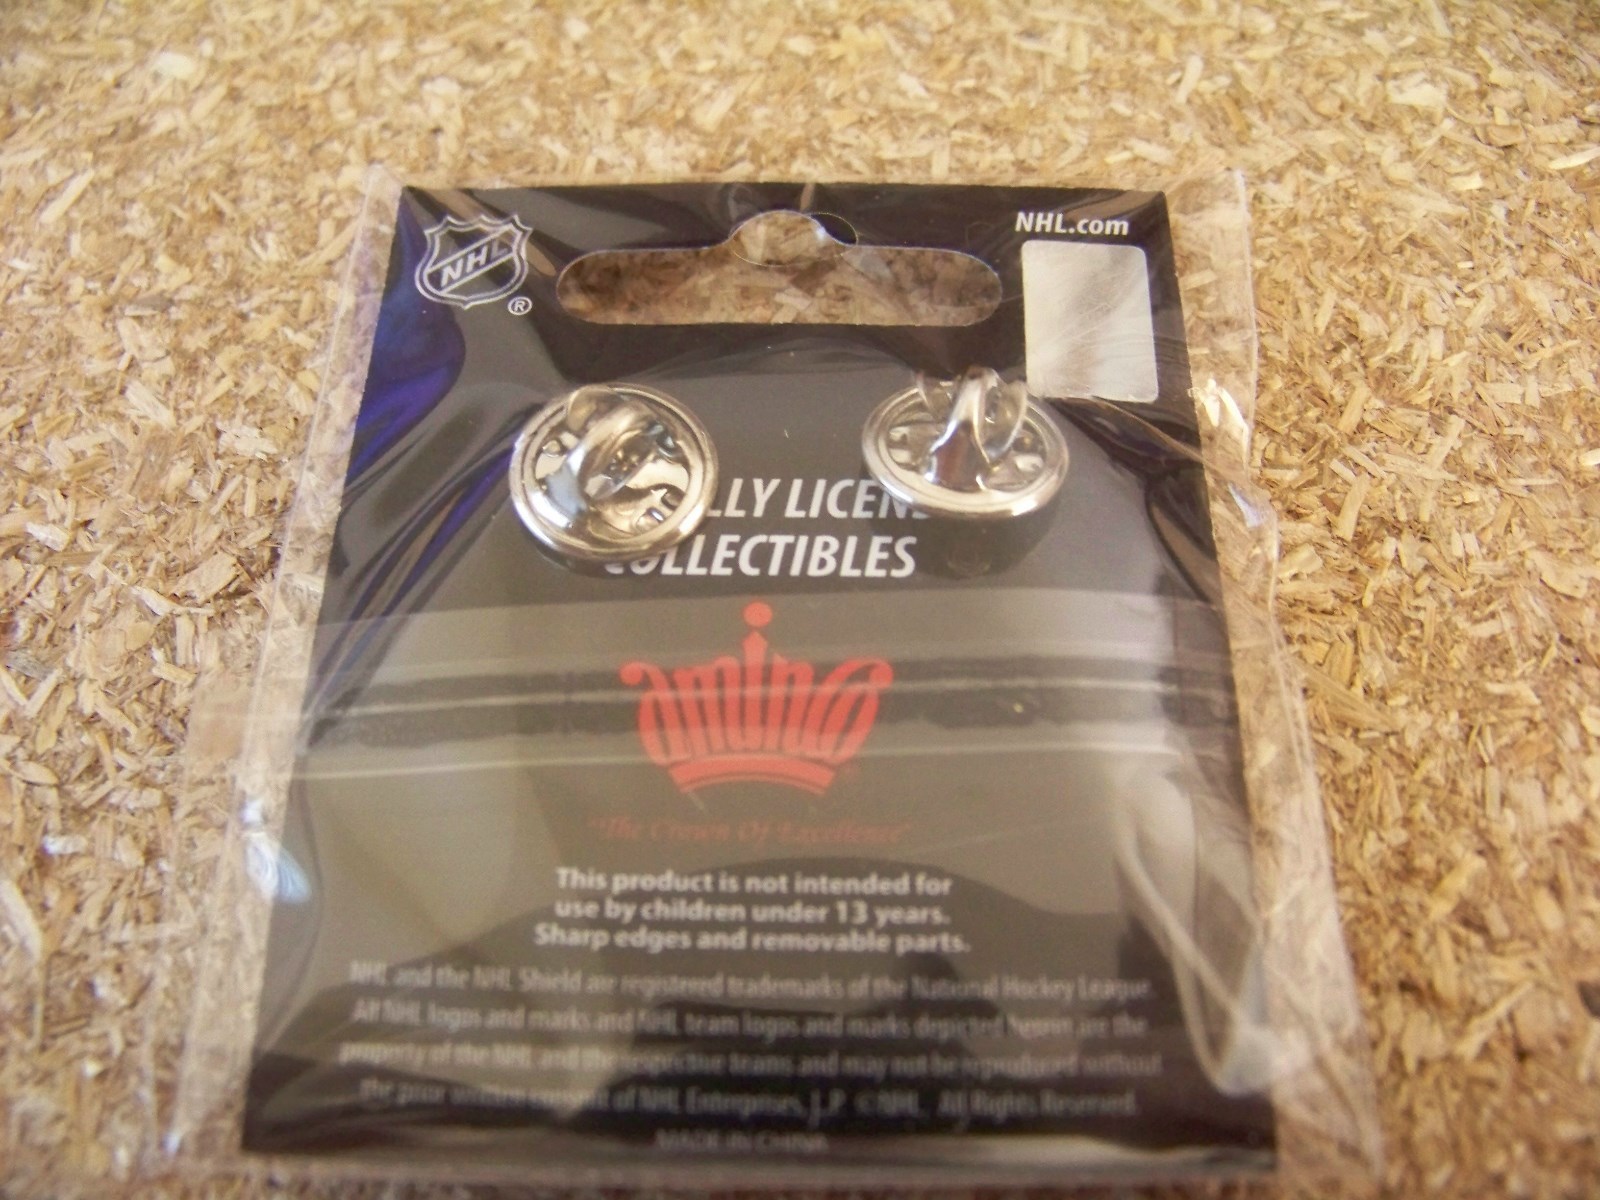 NHL
®
NHL.com
LLY LICENS
COLLECTIBLES
amino
"The Crown Of Excellence"
This product is not intended for
use by children under 13 years.
Sharp edges and removable parts.
NHL and the NHL Shield are registered trademarks of the National Hockey League.
All NHL logos and marks and NHL team logos and marks depicted herein are the
property of the NHL and the respective teams and may not be reproduced without
the prior written consent of NHL Enterprises, L.P. © NHL. All Rights Reserved.
MADE IN CHINA